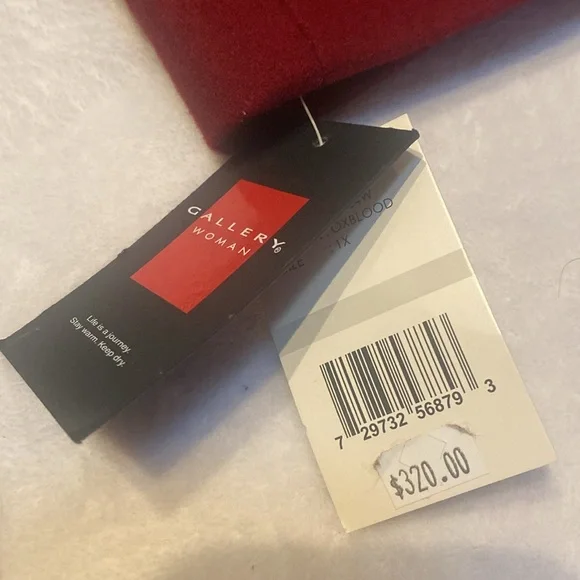 GALLERY®
WOMAN
Life is a journey.
Stay warm. Keep dry.
OXBLOOD
1X
7 29732 56879 3
$320.00